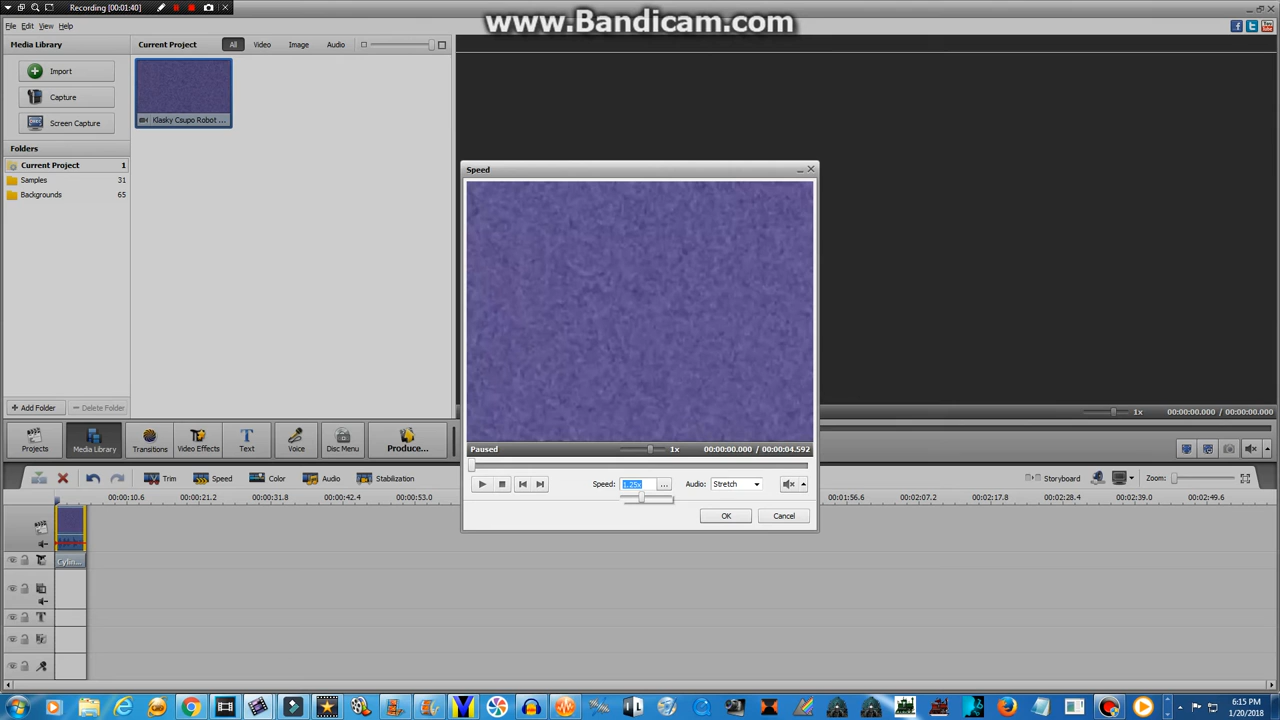 Recording [00:01:40]
www.Bandicam.com
File Edit View Help
Media Library
Current Project All Video Image Audio
Import
Capture
Screen Capture
Klasky Csupo Robot ...
Folders
Current Project 1
Samples 31
Backgrounds 65
Speed
Paused 1x 00:00:00.000 / 00:00:04.592
Speed: 1.25x ... Audio: Stretch
OK Cancel
Add Folder Delete Folder
1x 00:00:00.000 / 00:00:00.000
Projects Media Library Transitions Video Effects Text Voice Disc Menu Produce...
Trim Speed Color Audio Stabilization Storyboard Zoom:
00:00:10.6 00:00:21.2 00:00:31.8 00:00:42.4 00:00:53.0 01:56.6 00:02:07.2 00:02:17.8 00:02:28.4 00:02:39.0 00:02:49.6
Cylin...
T
6:15 PM
1/20/2018